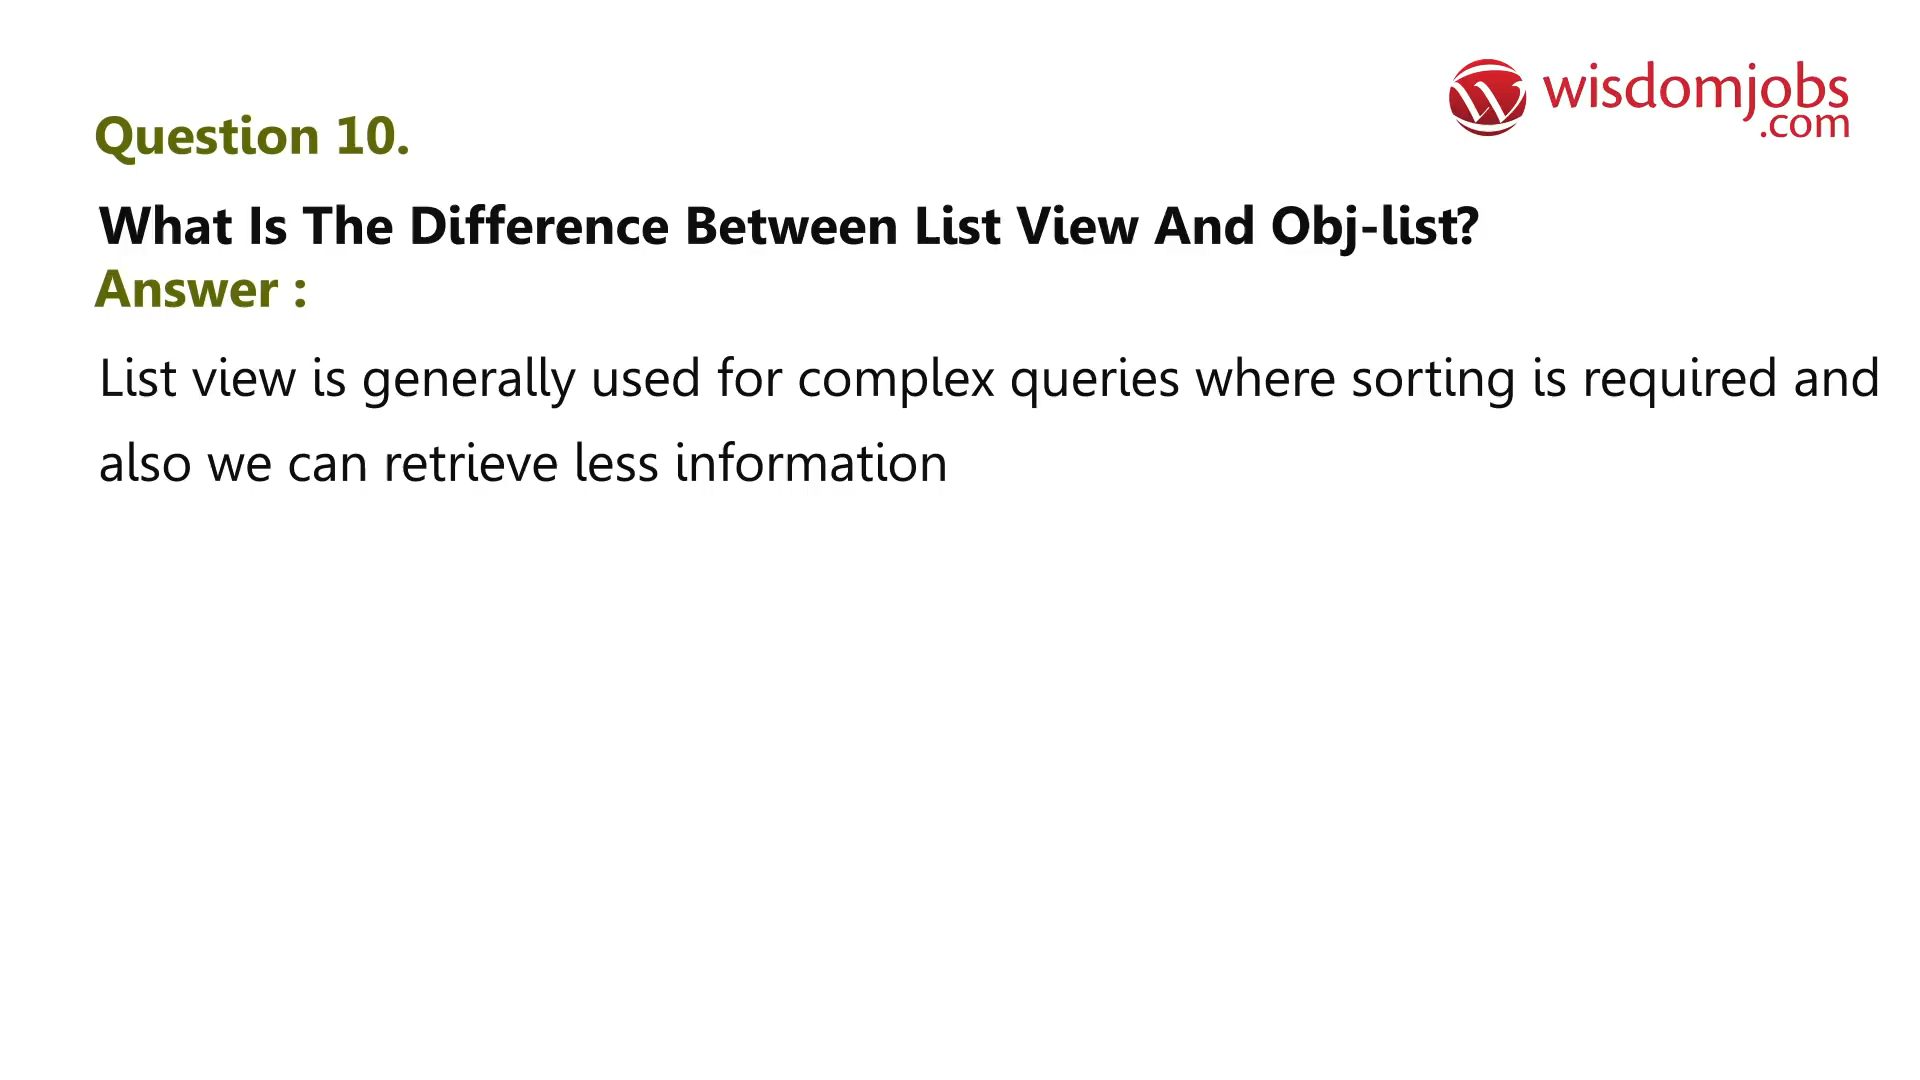 wisdomjobs
.com
Question 10.
What Is The Difference Between List View And Obj-list?
Answer :
List view is generally used for complex queries where sorting is required and
also we can retrieve less information